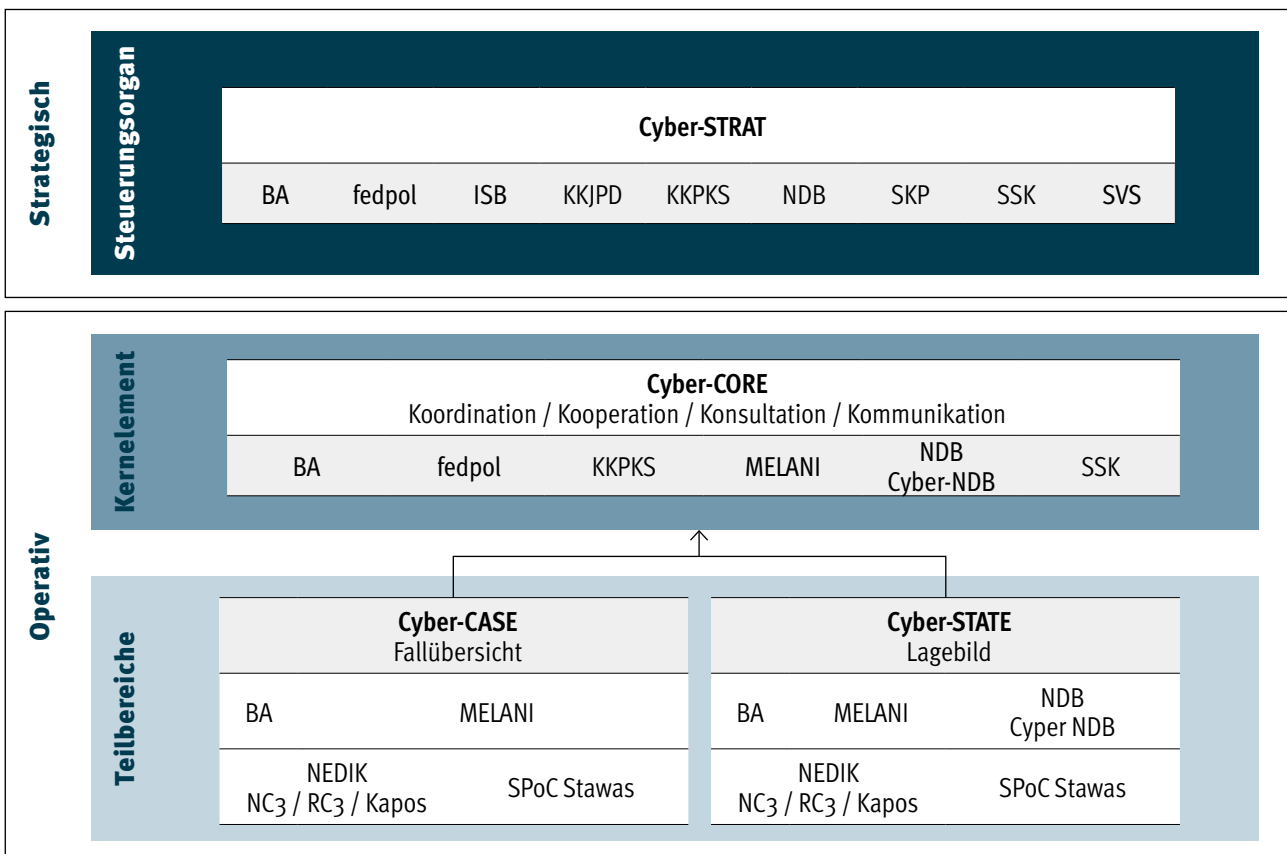 Strategisch
Steuerungsorgan
Cyber-STRAT
BA fedpol ISB KKJPD KKPKS NDB SKP SSK SVS
Operativ
Kernelement
Cyber-CORE
Koordination / Kooperation / Konsultation / Kommunikation
BA fedpol KKPKS MELANI NDB Cyber-NDB SSK
Teilbereiche
Cyber-CASE
Fallübersicht
BA MELANI
NEDIK
NC3 / RC3 / Kapos
SPoC Stawas
Cyber-STATE
Lagebild
BA MELANI
NDB
Cyper NDB
NEDIK
NC3 / RC3 / Kapos
SPoC Stawas